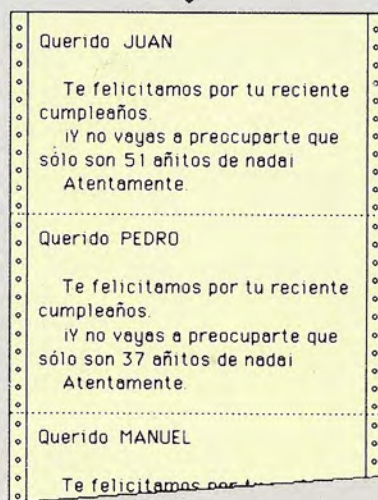 Querido JUAN
Te felicitamos por tu reciente
cumpleaños.
¡Y no vayas a preocuparte que
sólo son 51 añitos de nada¡
Atentamente.
Querido PEDRO
Te felicitamos por tu reciente
cumpleaños.
¡Y no vayas a preocuparte que
sólo son 37 añitos de nada¡
Atentamente.
Querido MANUEL
Te felicitamos por